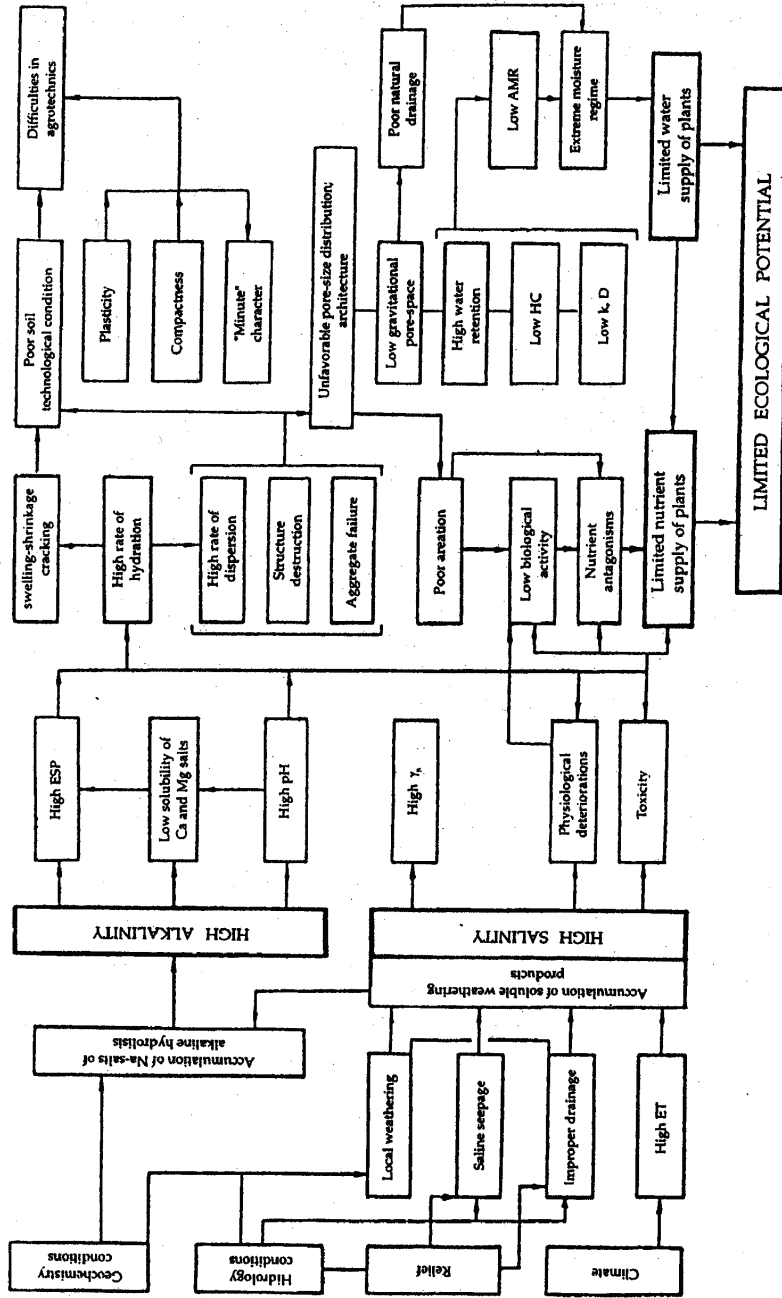 Geochemistry
conditions
Hidrology
conditions
Relief
Climate
Accumulation of Na-salts of
alkaline hydrolisis
Local weathering
Saline seepage
Improper drainage
High ET
HIGH ALKALINITY
Accumulation of soluble weathering
products
HIGH SALINITY
High ESP
Low solubility of
Ca and Mg salts
High pH
High γₛ
Physiological
deteriorations
Toxicity
swelling-shrinkage
cracking
High rate of
hydration
High rate of
dispersion
Structure
destruction
Aggregate failure
Poor areation
Low biological
activity
Nutrient
antagonisms
Limited nutrient
supply of plants
Poor soil
technological condition
Plasticity
Compactness
"Minute"
character
Unfavorable pore-size distribution;
architecture
Low gravitational
pore-space
High water
retention
Low HC
Low k, D
Difficulties in
agrotechnics
Poor natural
drainage
Low AMR
Extreme moisture
regime
Limited water
supply of plants
LIMITED ECOLOGICAL POTENTIAL